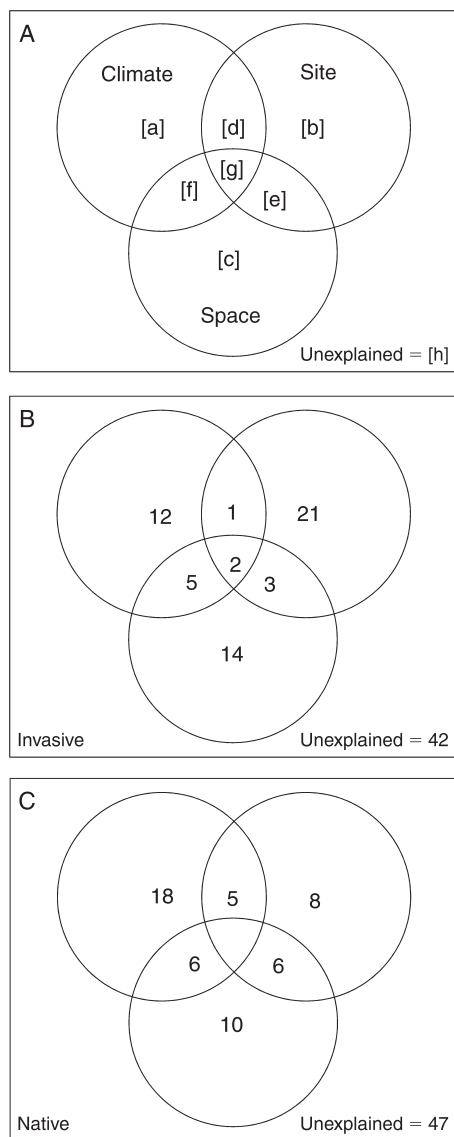 A
Climate
Site
[a]
[d]
[b]
[g]
[f]
[e]
[c]
Space
Unexplained = [h]
B
12
1
21
2
5
3
14
Invasive
Unexplained = 42
C
18
5
8
6
6
10
Native
Unexplained = 47